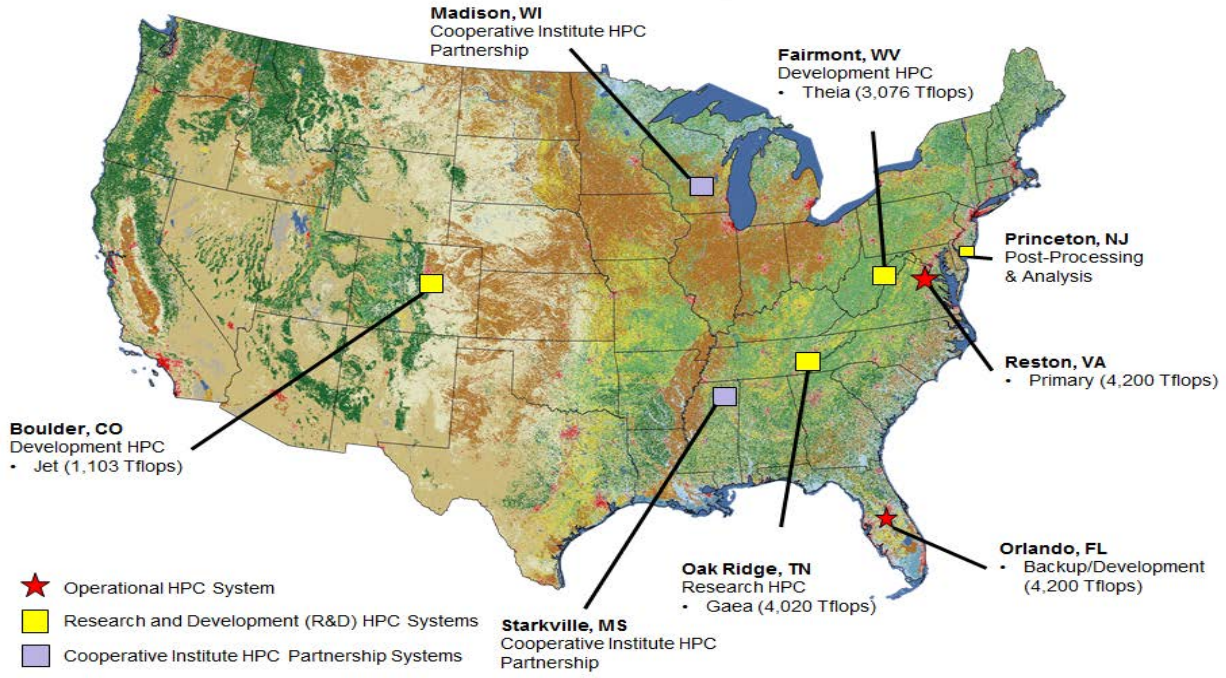 Madison, WI
Cooperative Institute HPC
Partnership
Fairmont, WV
Development HPC
• Theia (3,076 Tflops)
Princeton, NJ
Post-Processing
& Analysis
Reston, VA
• Primary (4,200 Tflops)
Boulder, CO
Development HPC
• Jet (1,103 Tflops)
Orlando, FL
• Backup/Development
(4,200 Tflops)
Oak Ridge, TN
Research HPC
• Gaea (4,020 Tflops)
Starkville, MS
Cooperative Institute HPC
Partnership
Operational HPC System
Research and Development (R&D) HPC Systems
Cooperative Institute HPC Partnership Systems